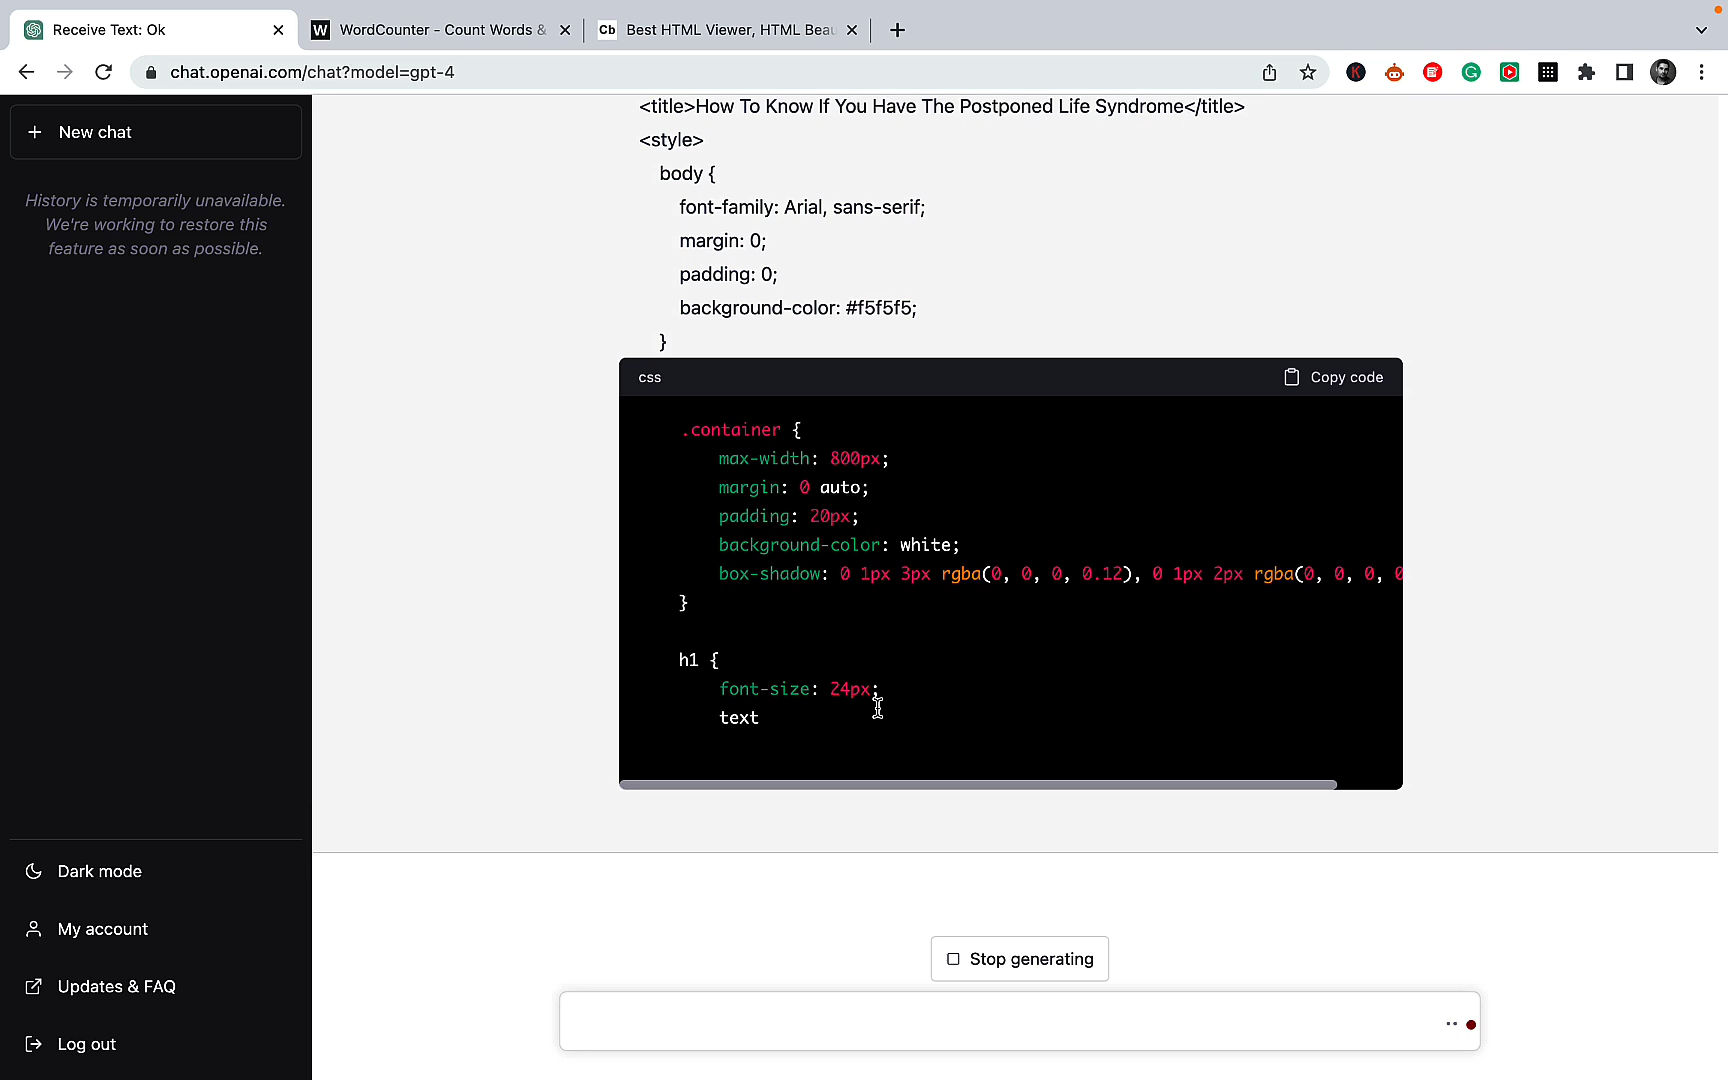 Receive Text: Ok
W WordCounter - Count Words &
Cb Best HTML Viewer, HTML Beau
chat.openai.com/chat?model=gpt-4
K
New chat
History is temporarily unavailable.
We're working to restore this
feature as soon as possible.
<title>How To Know If You Have The Postponed Life Syndrome</title>
<style>
body {
font-family: Arial, sans-serif;
margin: 0;
padding: 0;
background-color: #f5f5f5;
}
css
Copy code
.container {
max-width: 800px;
margin: 0 auto;
padding: 20px;
background-color: white;
box-shadow: 0 1px 3px rgba(0, 0, 0, 0.12), 0 1px 2px rgba(0, 0, 0, 0
}
h1 {
font-size: 24px;
text
Dark mode
My account
Updates & FAQ
Log out
Stop generating